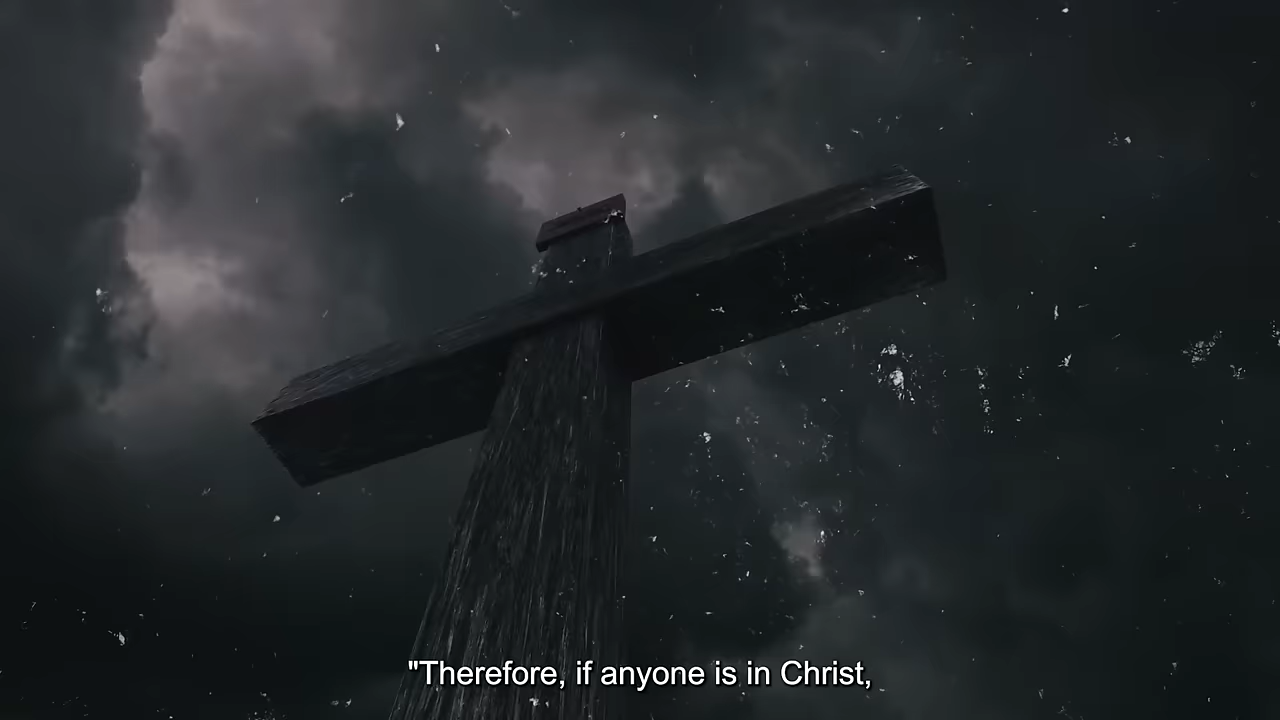 "Therefore, if anyone is in Christ,